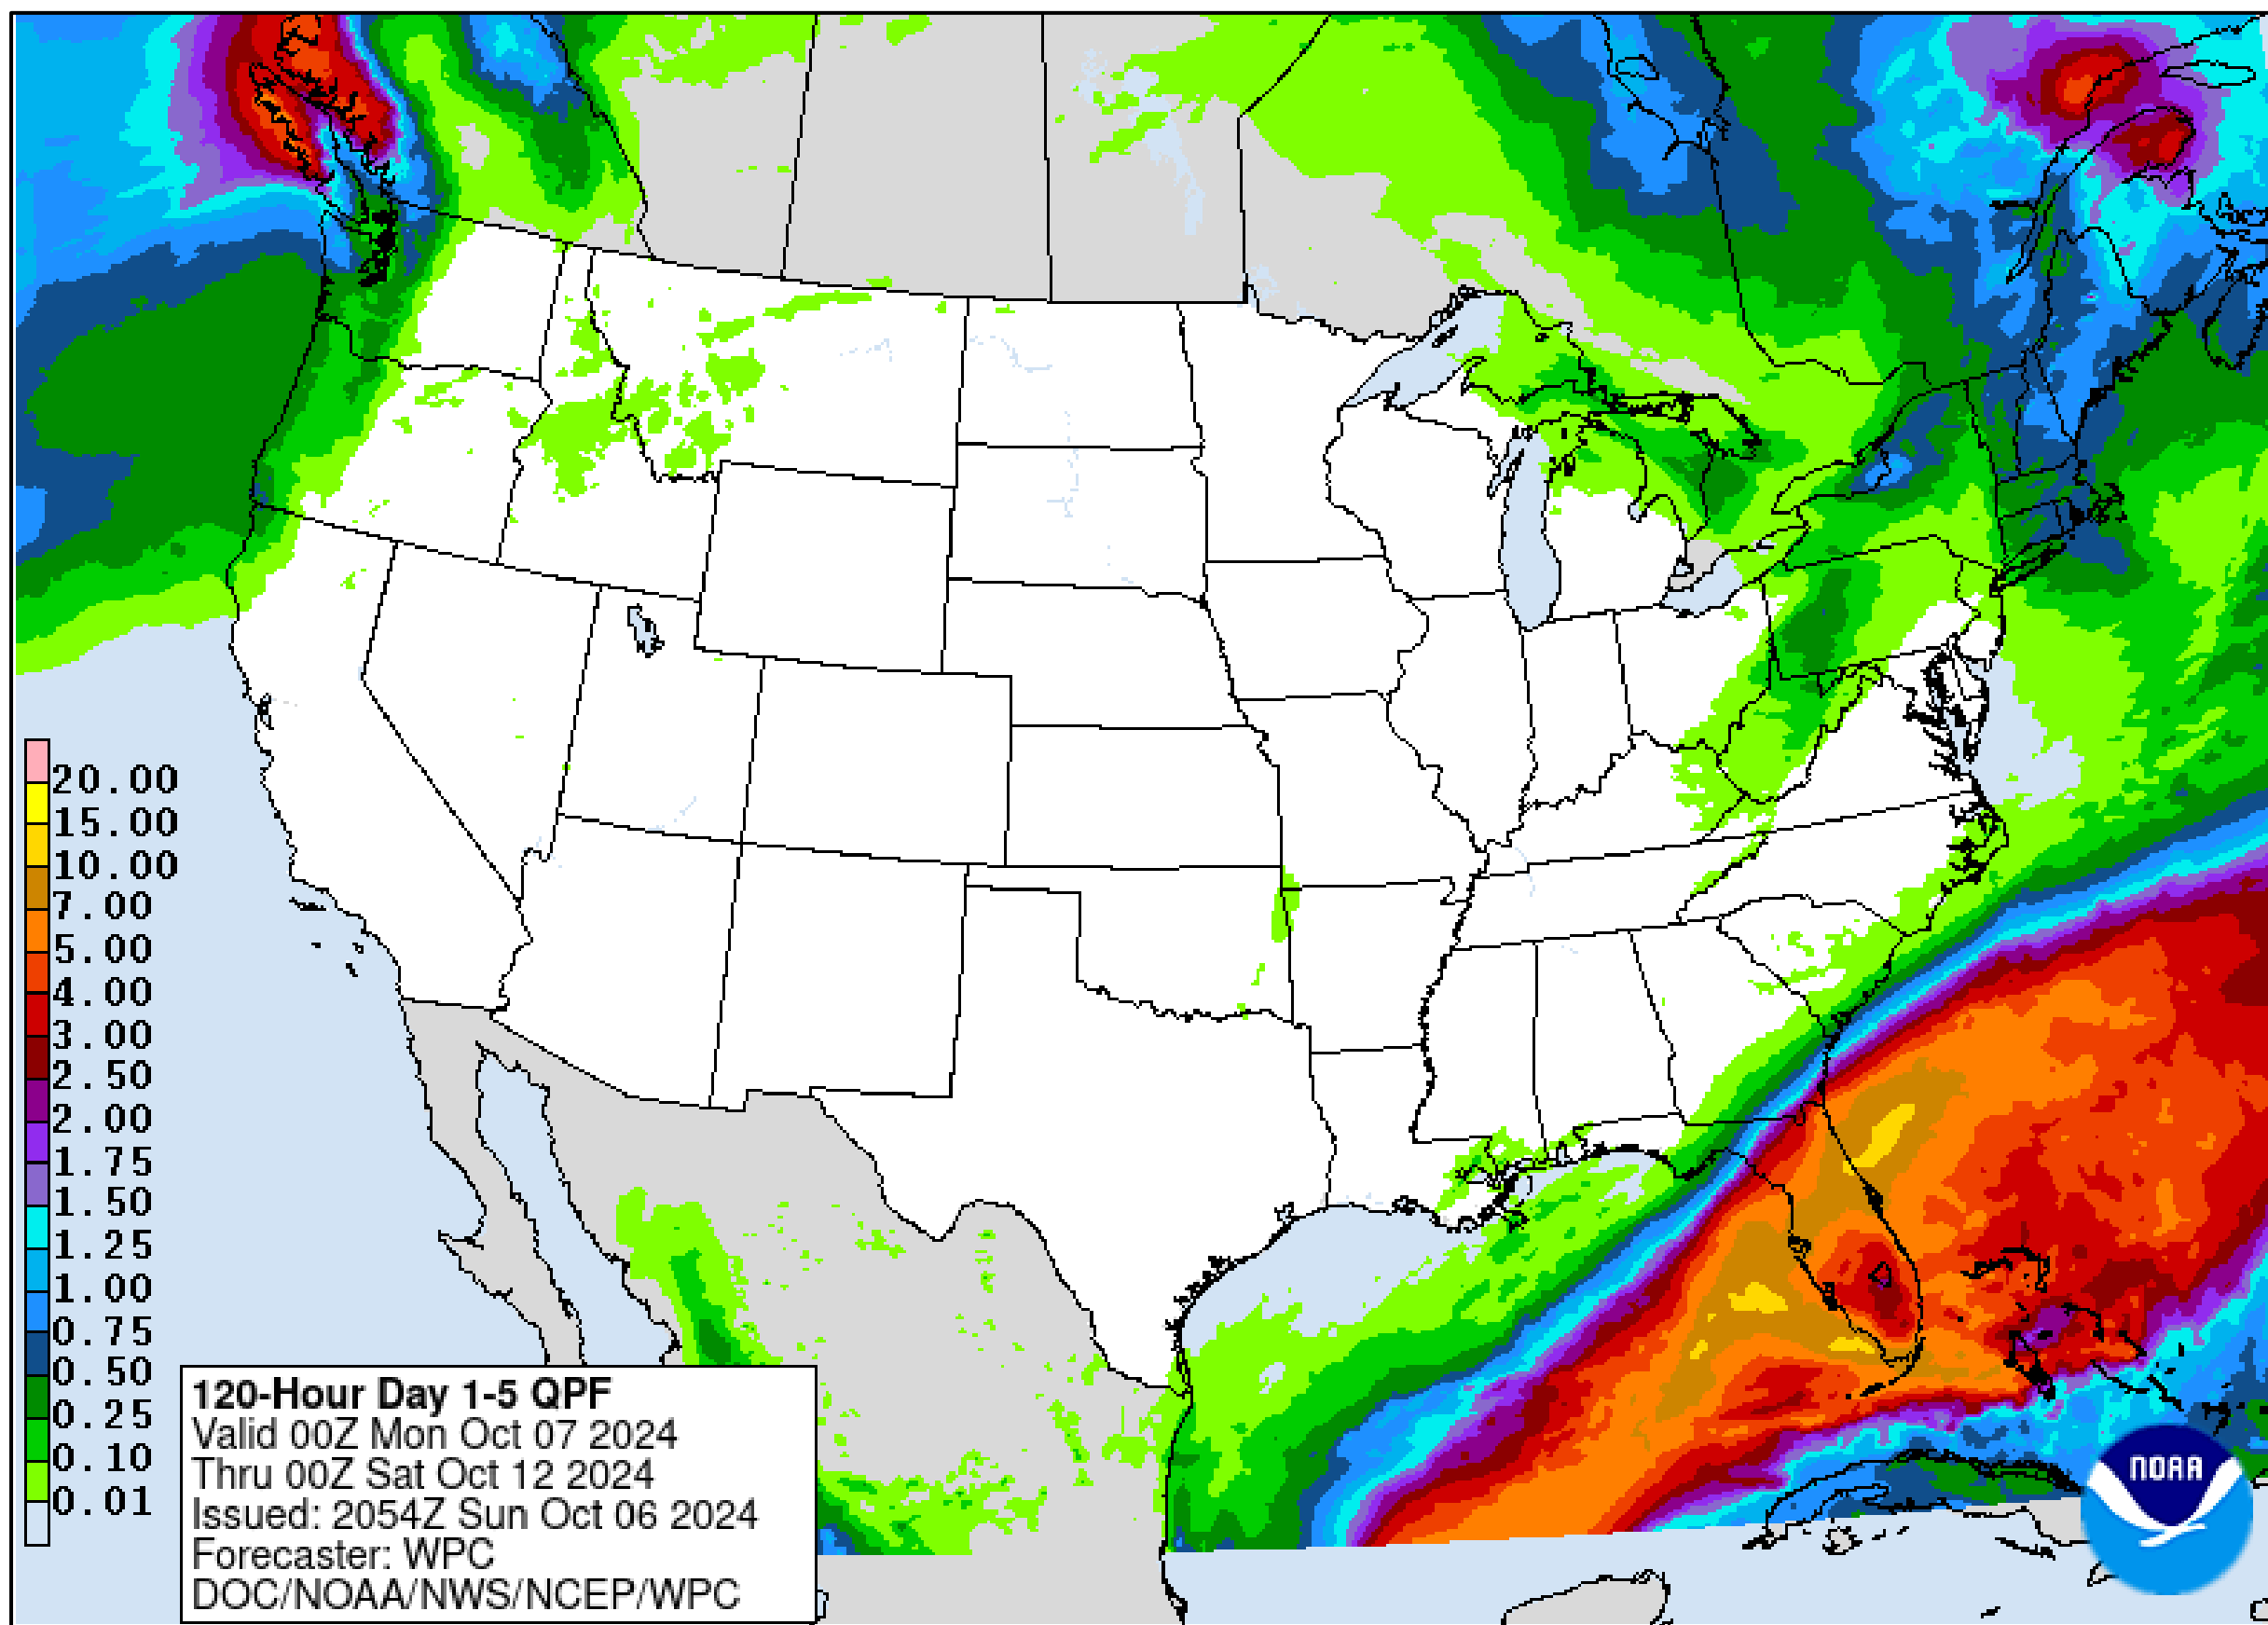 20.00
15.00
10.00
7.00
5.00
4.00
3.00
2.50
2.00
1.75
1.50
1.25
1.00
0.75
0.50
0.25
0.10
0.01
120-Hour Day 1-5 QPF
Valid 00Z Mon Oct 07 2024
Thru 00Z Sat Oct 12 2024
Issued: 2054Z Sun Oct 06 2024
Forecaster: WPC
DOC/NOAA/NWS/NCEP/WPC
NOAA